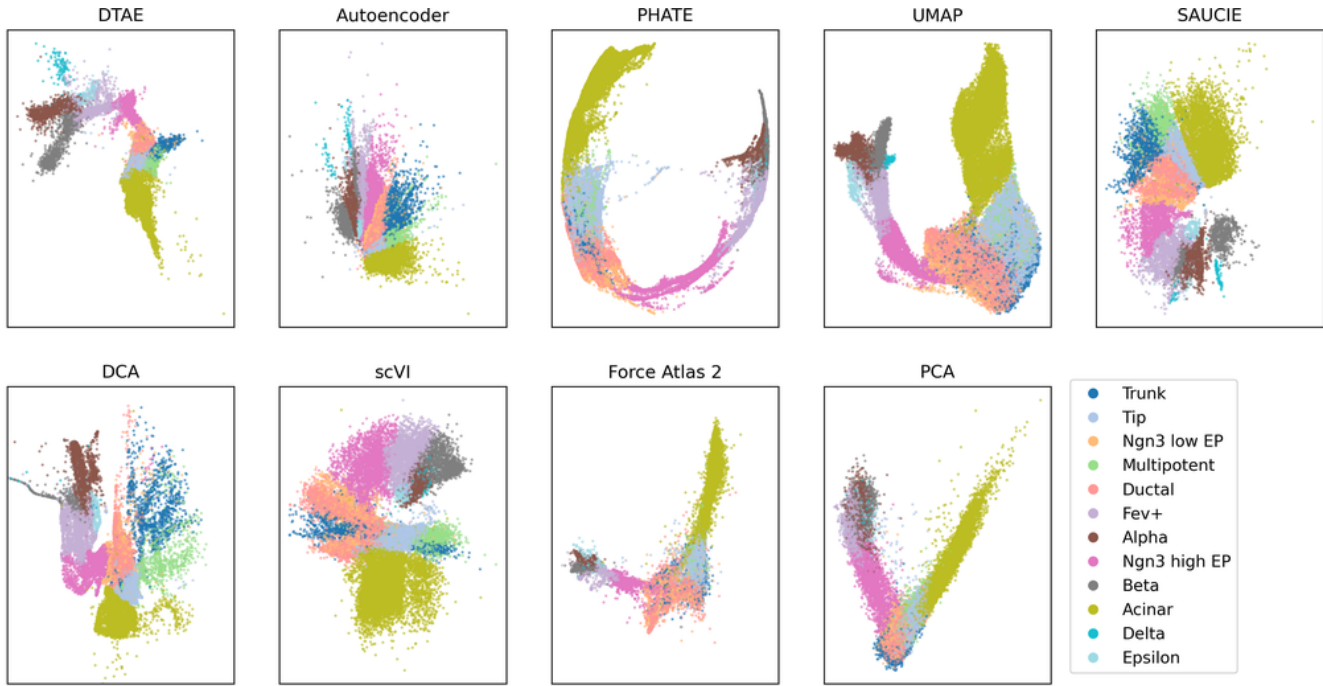 DTAE
Autoencoder
PHATE
UMAP
SAUCIE
DCA
scVI
Force Atlas 2
PCA
Trunk
Tip
Ngn3 low EP
Multipotent
Ductal
Fev+
Alpha
Ngn3 high EP
Beta
Acinar
Delta
Epsilon